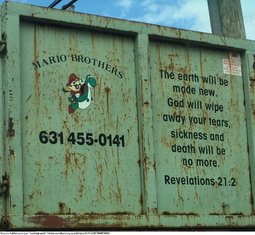 MARIO BROTHERS
631 455-0141
The earth will be
made new.
God will wipe
away your tears,
sickness and
death will be
no more.
Revelations 21:2